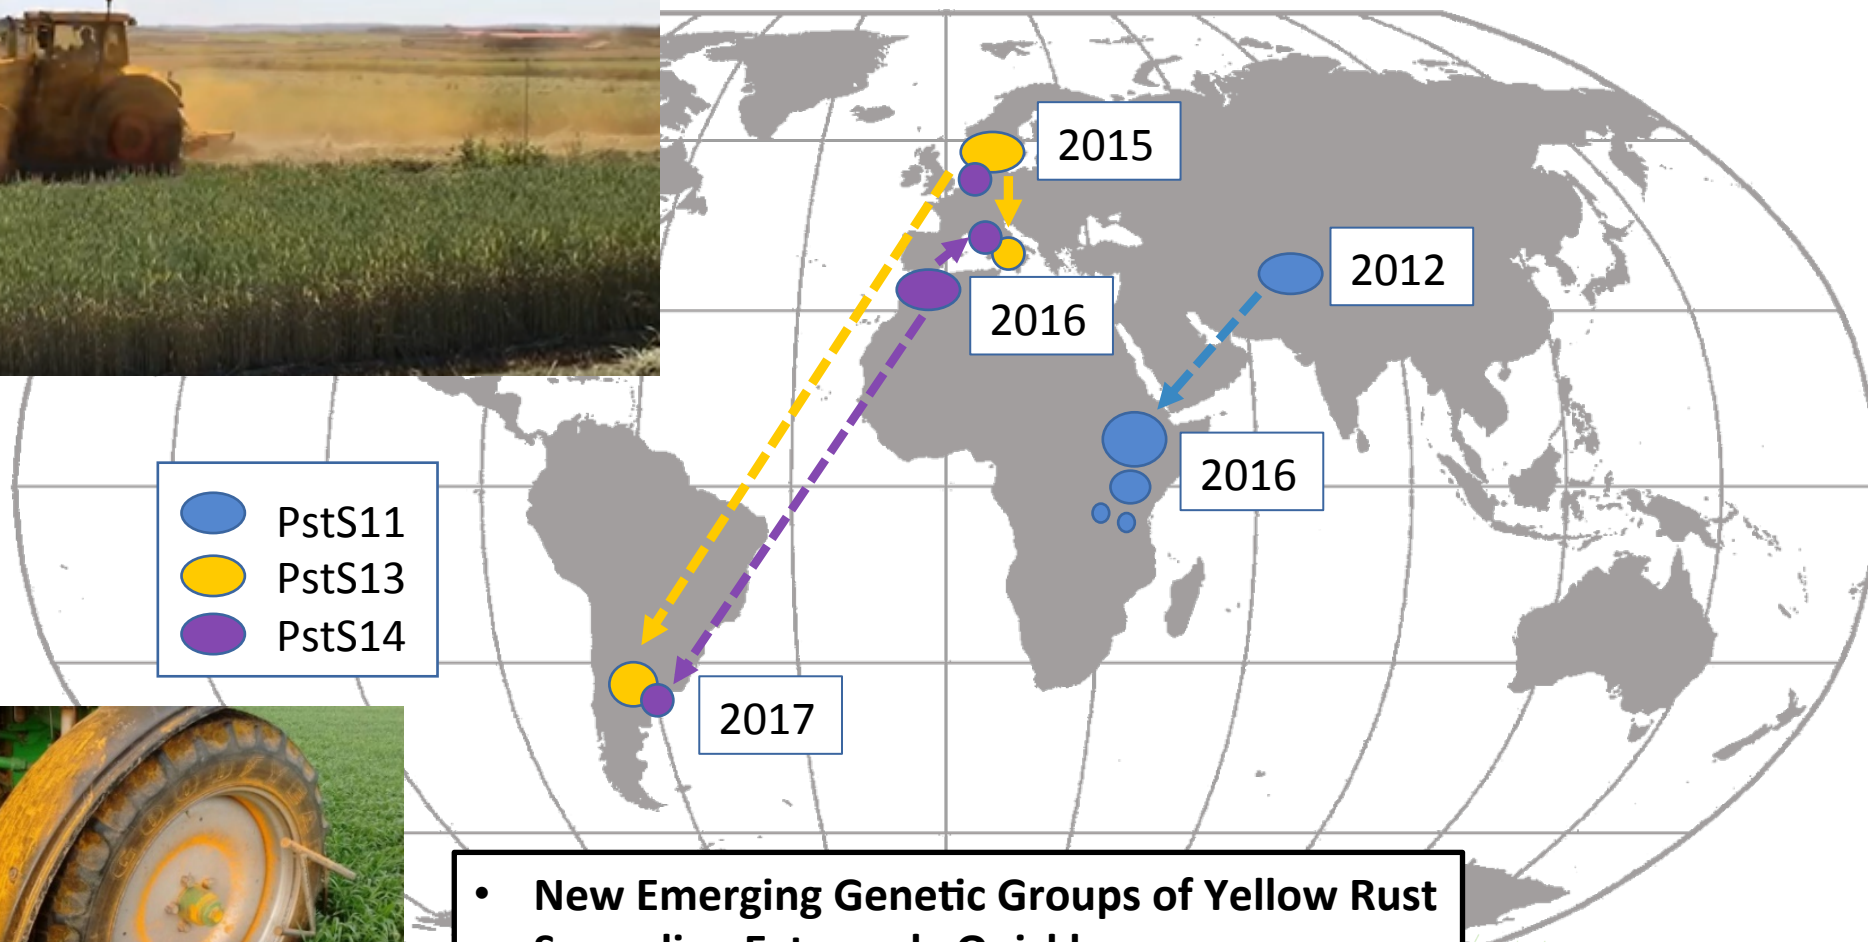 2015
2012
2016
2016
PstS11
PstS13
PstS14
2017
• New Emerging Genetic Groups of Yellow Rust